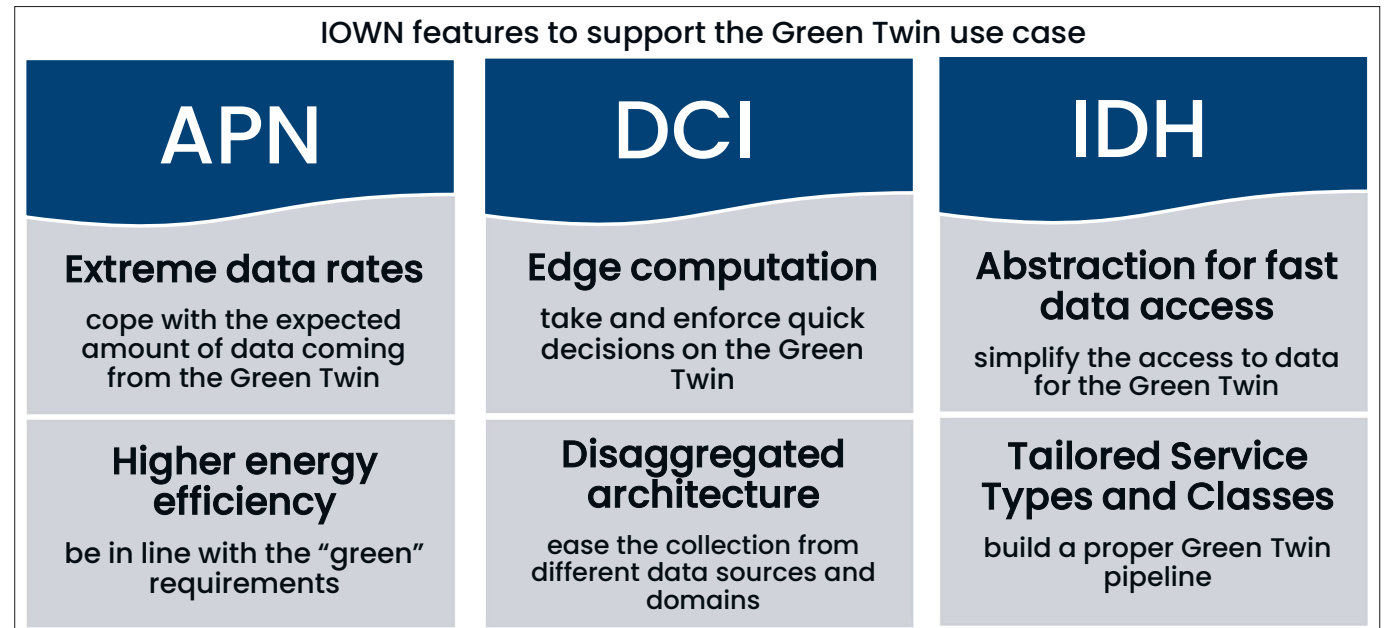 IOWN features to support the Green Twin use case
APN
Extreme data rates
cope with the expected
amount of data coming
from the Green Twin
Higher energy
efficiency
be in line with the “green”
requirements
DCI
Edge computation
take and enforce quick
decisions on the Green
Twin
Disaggregated
architecture
ease the collection from
different data sources and
domains
IDH
Abstraction for fast
data access
simplify the access to data
for the Green Twin
Tailored Service
Types and Classes
build a proper Green Twin
pipeline